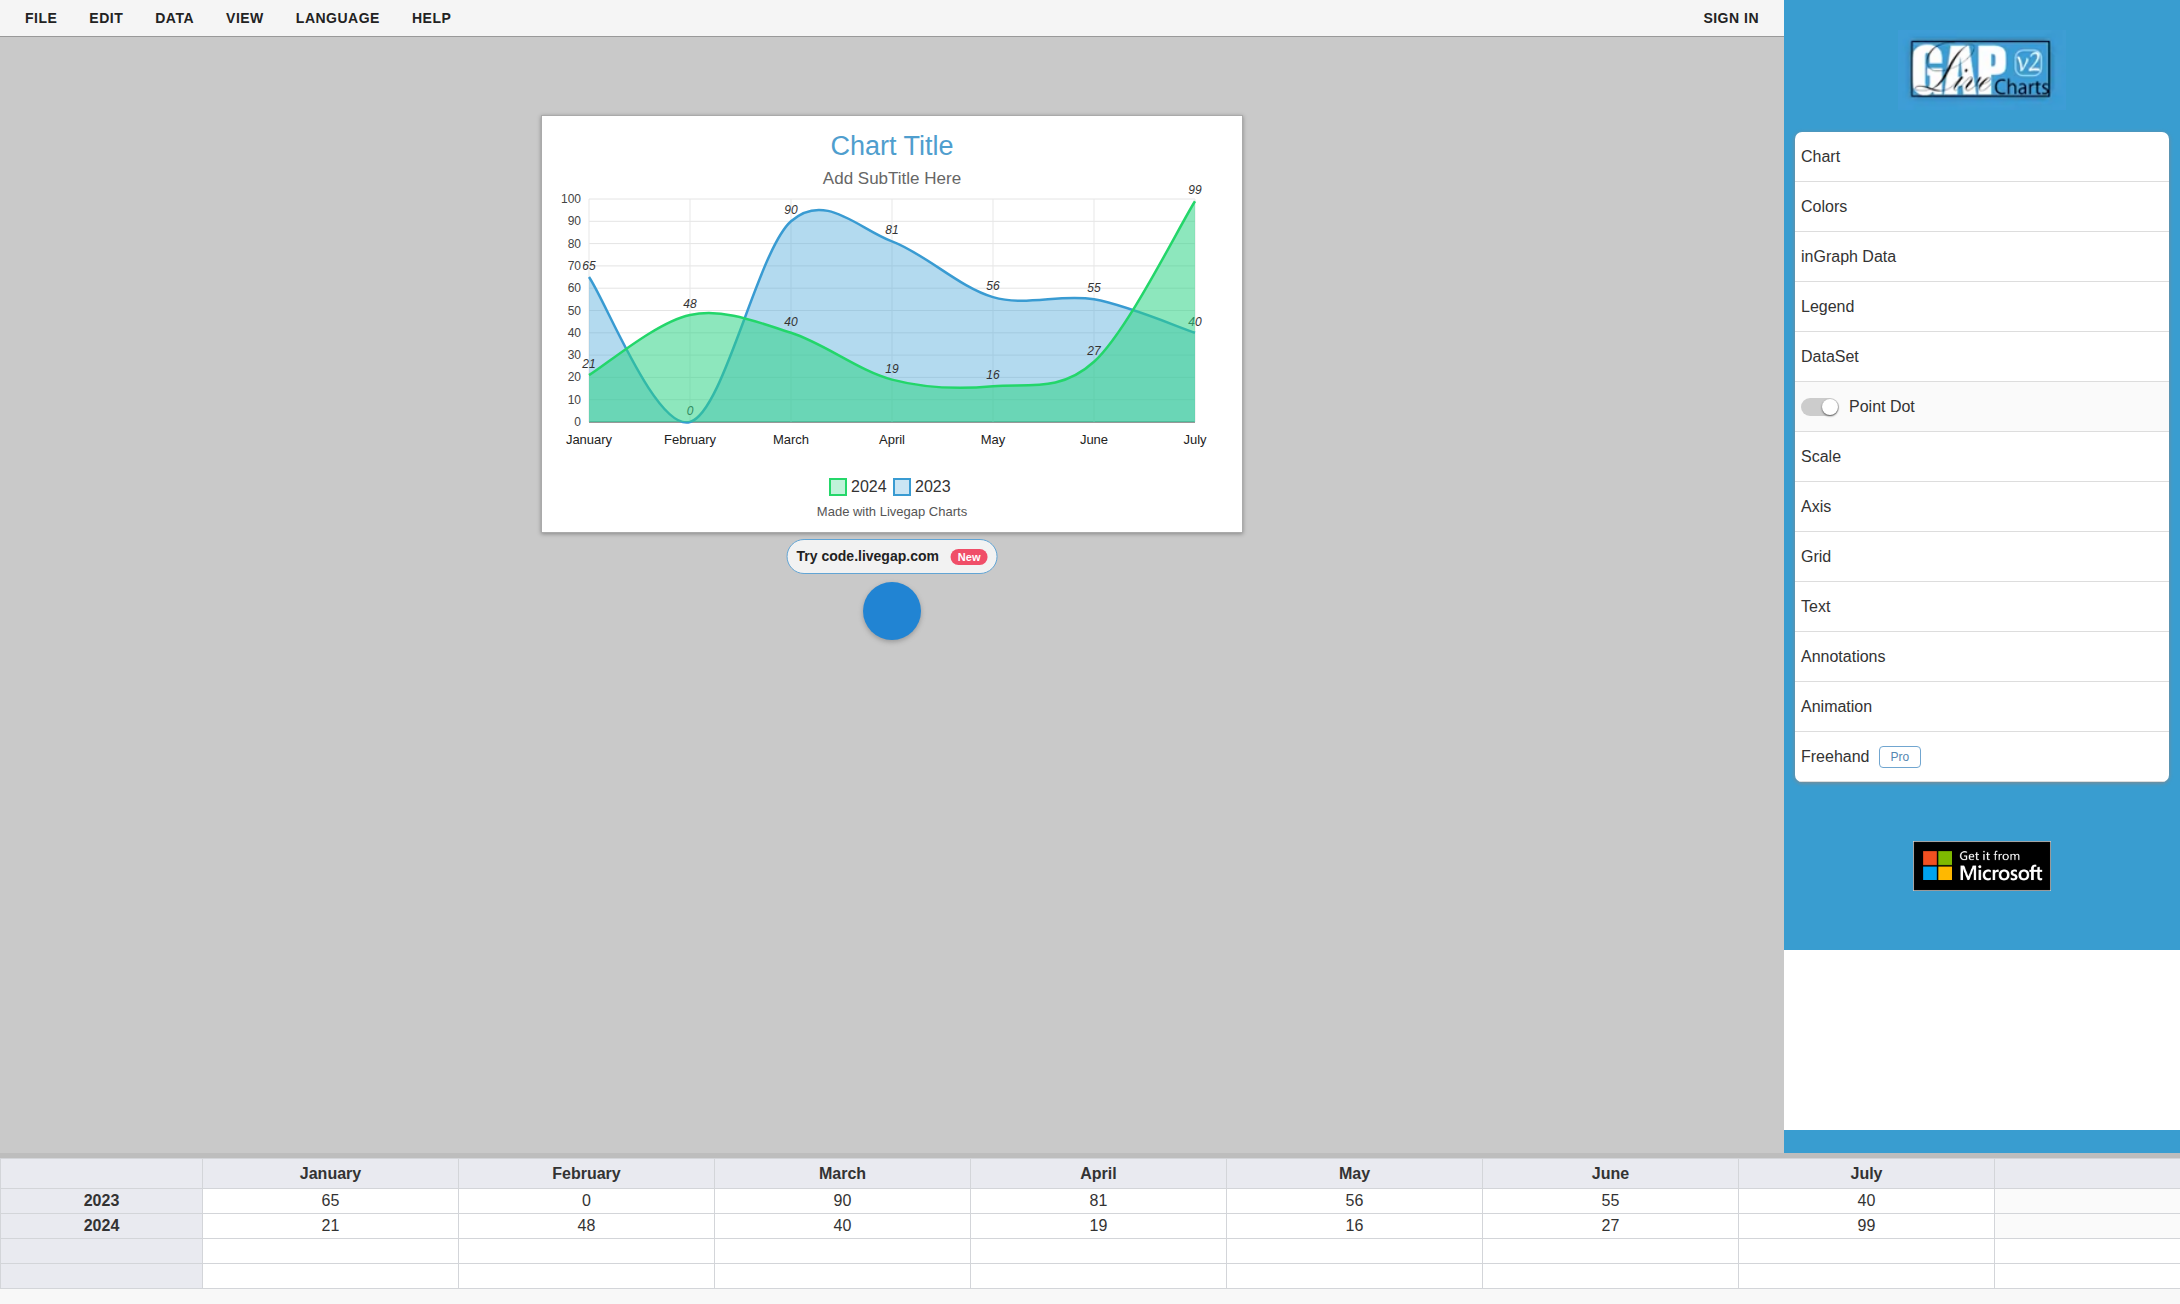 FILE EDIT DATA VIEW LANGUAGE HELP SIGN IN
GAP Live v2 Charts
Chart Title
Add SubTitle Here
99
100
90
80
70
60
50
40
30
20
10
0
65
21
48
0
90
40
81
19
56
16
55
27
40
January February March April May June July
2024 2023
Made with Livegap Charts
Try code.livegap.com New
Chart
Colors
inGraph Data
Legend
DataSet
Point Dot
Scale
Axis
Grid
Text
Annotations
Animation
Freehand Pro
Get it from
Microsoft
January February March April May June July
2023 65 0 90 81 56 55 40
2024 21 48 40 19 16 27 99